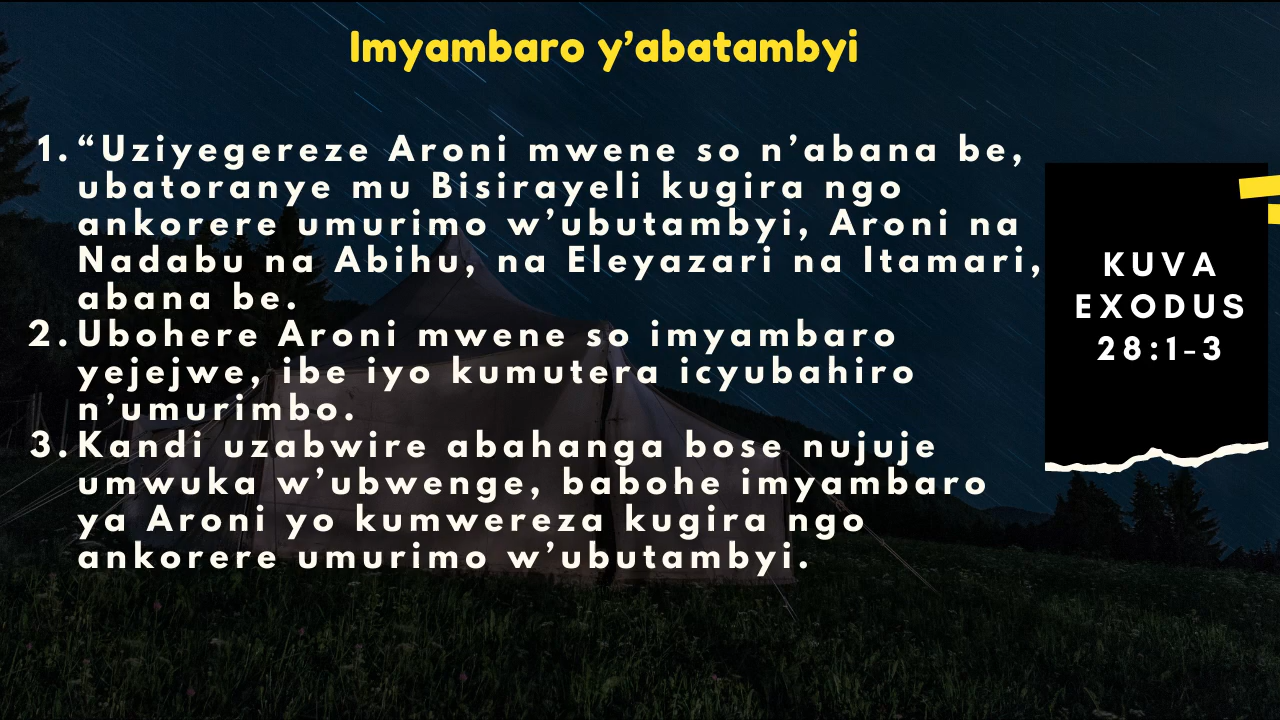 Imyambaro y’abatambyi
1. “Uziyegereze Aroni mwene so n’abana be,
ubatoranye mu Bisirayeli kugira ngo
ankorere umurimo w’ubutambyi, Aroni na
Nadabu na Abihu, na Eleyazari na Itamari,
abana be.
2. Ubohere Aroni mwene so imyambaro
yejejwe, ibe iyo kumutera icyubahiro
n’umurimbo.
3. Kandi uzabwire abahanga bose nujuje
umwuka w’ubwenge, babohe imyambaro
ya Aroni yo kumwereza kugira ngo
ankorere umurimo w’ubutambyi.
KUVA
EXODUS
28:1-3